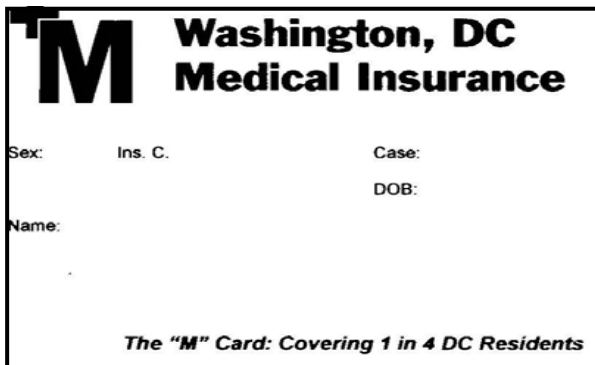 M
Washington, DC
Medical Insurance
Sex: Ins. C. Case:
DOB:
Name:
The "M" Card: Covering 1 in 4 DC Residents